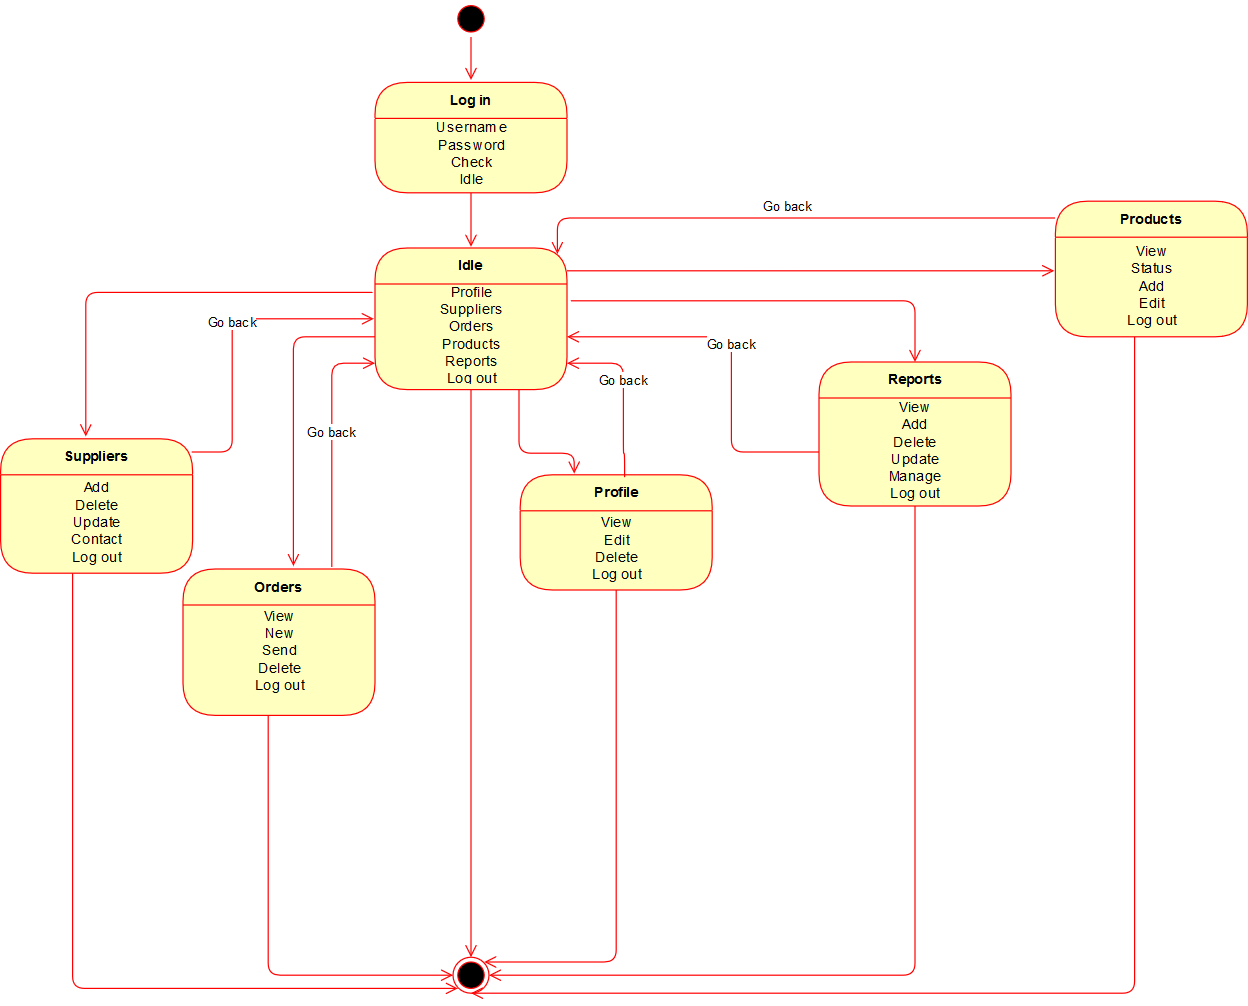 Log in
Username
Password
Check
Idle
Go back
Products
View
Status
Add
Edit
Log out
Idle
Profile
Suppliers
Orders
Products
Reports
Log out
Go back
Go back
Go back
Go back
Reports
View
Add
Delete
Update
Manage
Log out
Suppliers
Add
Delete
Update
Contact
Log out
Profile
View
Edit
Delete
Log out
Orders
View
New
Send
Delete
Log out